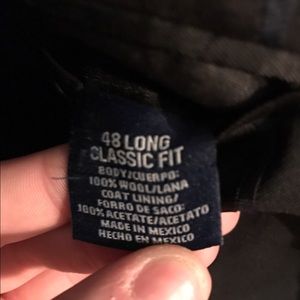 48 LONG
CLASSIC FIT
BODY/CUERPO:
100% WOOL/LANA
COAT LINING/
FORRO DE SACO:
100% ACETATE/ACETATO
MADE IN MEXICO
HECHO EN MEXICO